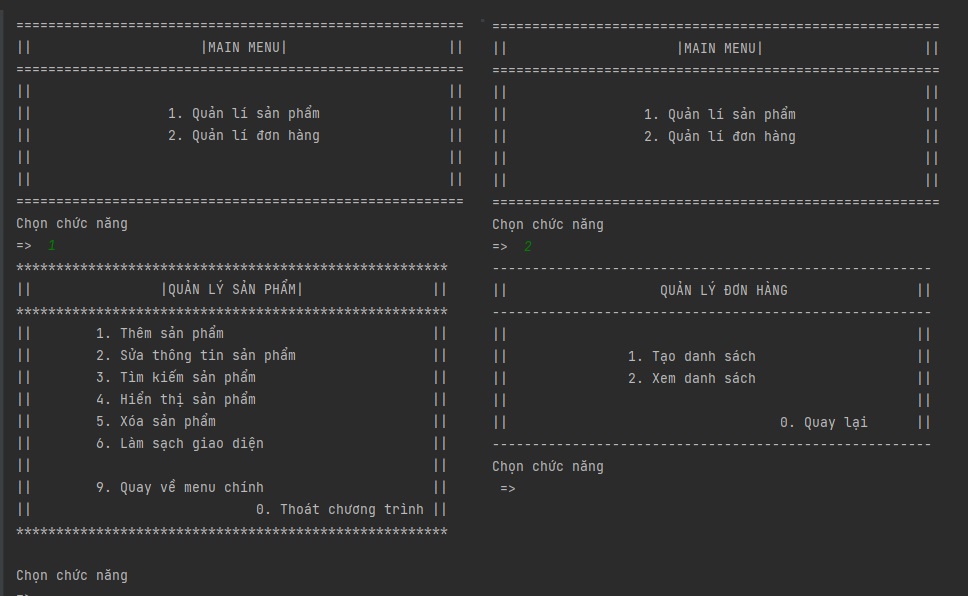 ========================================================
||                     |MAIN MENU|                    ||
========================================================
||                                                    ||
||                 1. Quản lí sản phẩm                ||
||                 2. Quản lí đơn hàng                ||
||                                                    ||
||                                                    ||
========================================================
Chọn chức năng
=>  1
******************************************************
||                |QUẢN LÝ SẢN PHẨM|                ||
******************************************************
||        1. Thêm sản phẩm                          ||
||        2. Sửa thông tin sản phẩm                 ||
||        3. Tìm kiếm sản phẩm                      ||
||        4. Hiển thị sản phẩm                      ||
||        5. Xóa sản phẩm                           ||
||        6. Làm sạch giao diện                     ||
||                                                  ||
||        9. Quay về menu chính                     ||
||                            0. Thoát chương trình ||
******************************************************
Chọn chức năng
========================================================
||                     |MAIN MENU|                    ||
========================================================
||                                                    ||
||                 1. Quản lí sản phẩm                ||
||                 2. Quản lí đơn hàng                ||
||                                                    ||
||                                                    ||
========================================================
Chọn chức năng
=>  2
-------------------------------------------------------
||                   QUẢN LÝ ĐƠN HÀNG                ||
-------------------------------------------------------
||                                                   ||
||               1. Tạo danh sách                    ||
||               2. Xem danh sách                    ||
||                                                   ||
||                                  0. Quay lại      ||
-------------------------------------------------------
Chọn chức năng
 =>